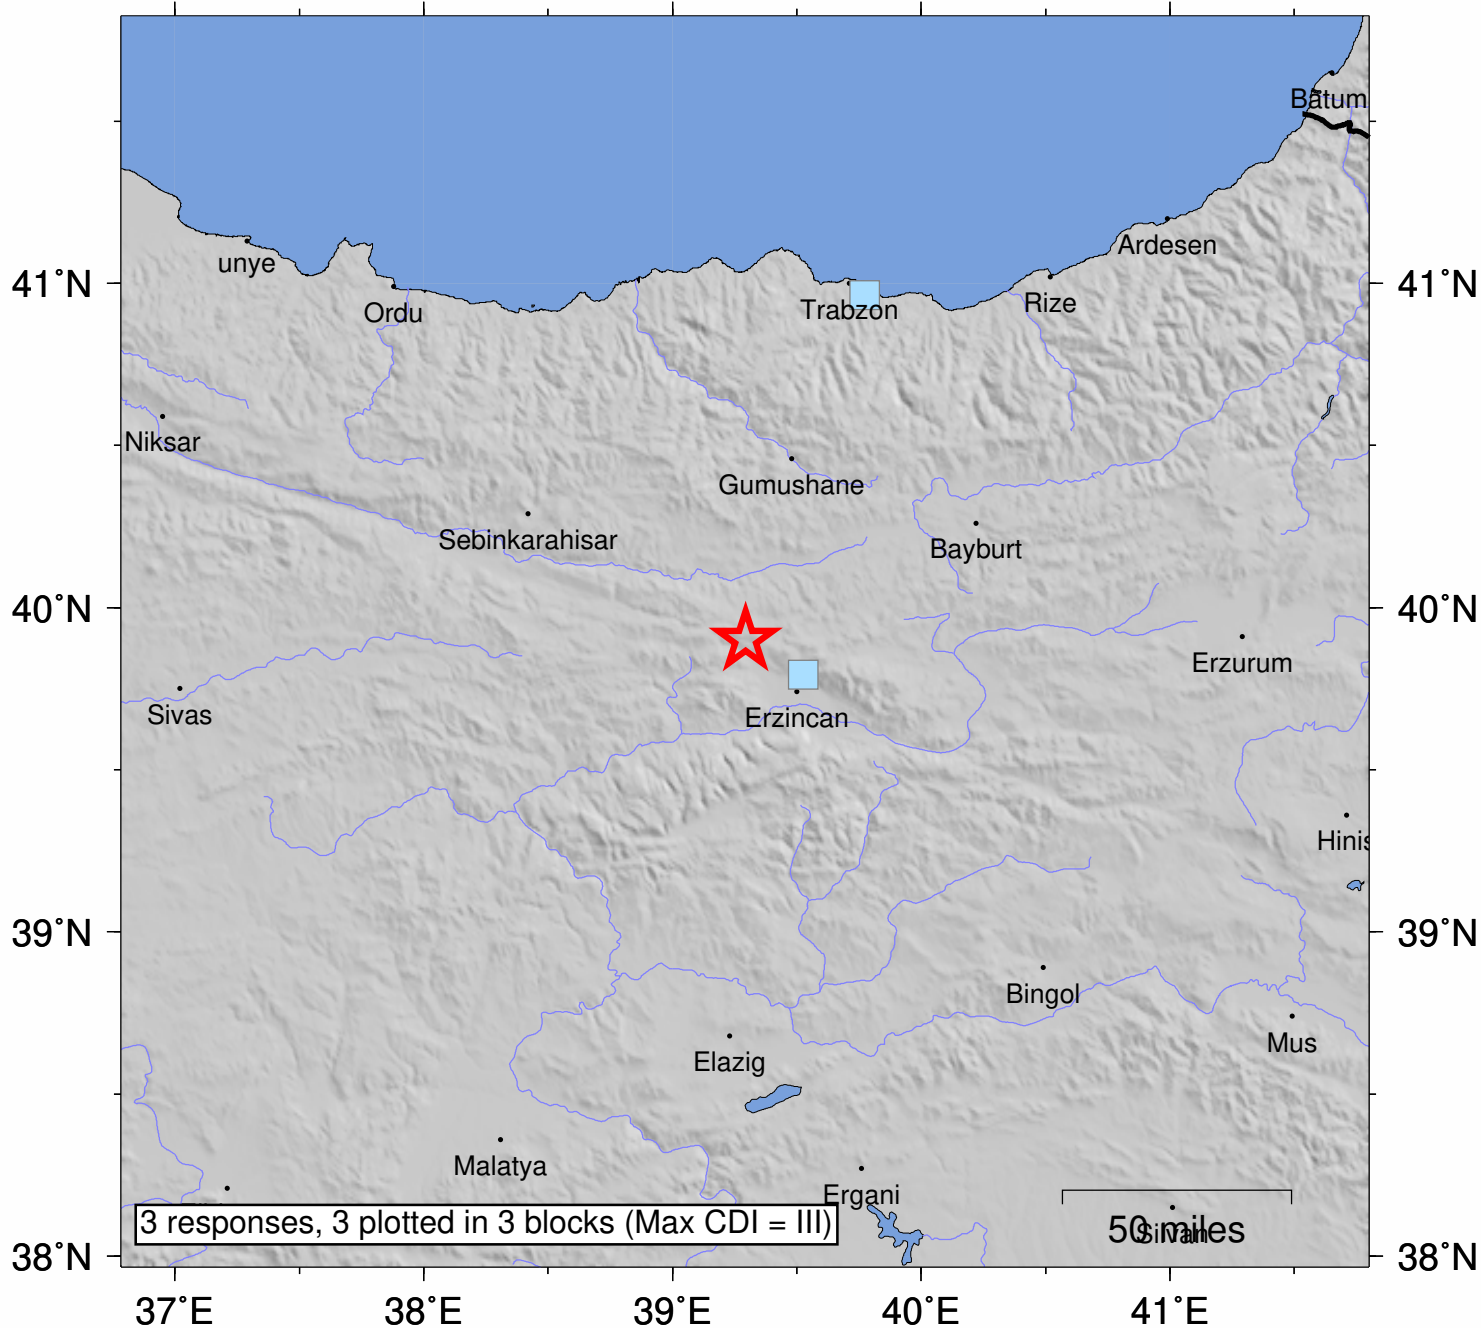 Batum
Ardesen
unye
41°N
41°N
Ordu
Trabzon
Rize
Niksar
Gumushane
Sebinkarahisar
Bayburt
40°N
40°N
Erzurum
Sivas
Erzincan
Hinis
39°N
39°N
Bingol
Mus
Elazig
Malatya
Ergani
3 responses, 3 plotted in 3 blocks (Max CDI = III)
50 miles
Silvan
38°N
38°N
37°E
38°E
39°E
40°E
41°E